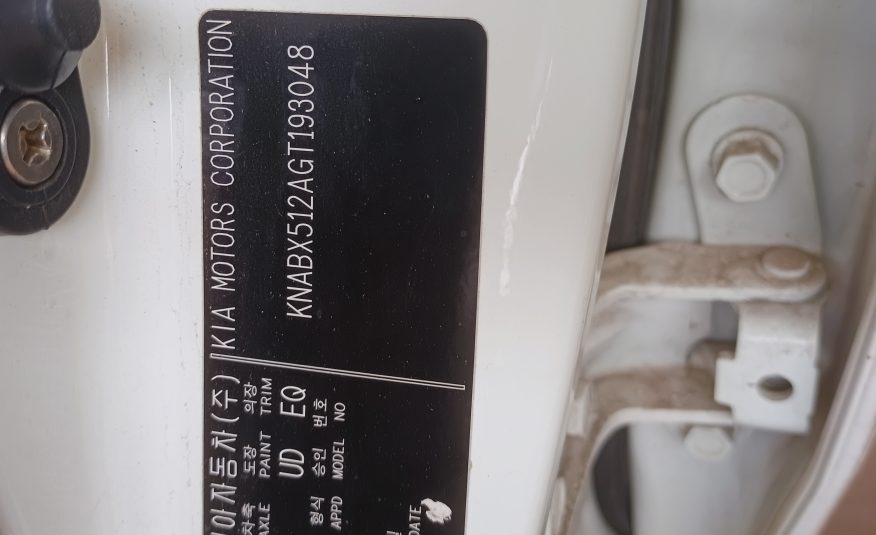 아자동차(주) KIA MOTORS CORPORATION
KNABX512AGT193048
차축 도장 의장
AXLE PAINT TRIM
UD EQ
형식 승인 번호
APPD MODEL NO
DATE